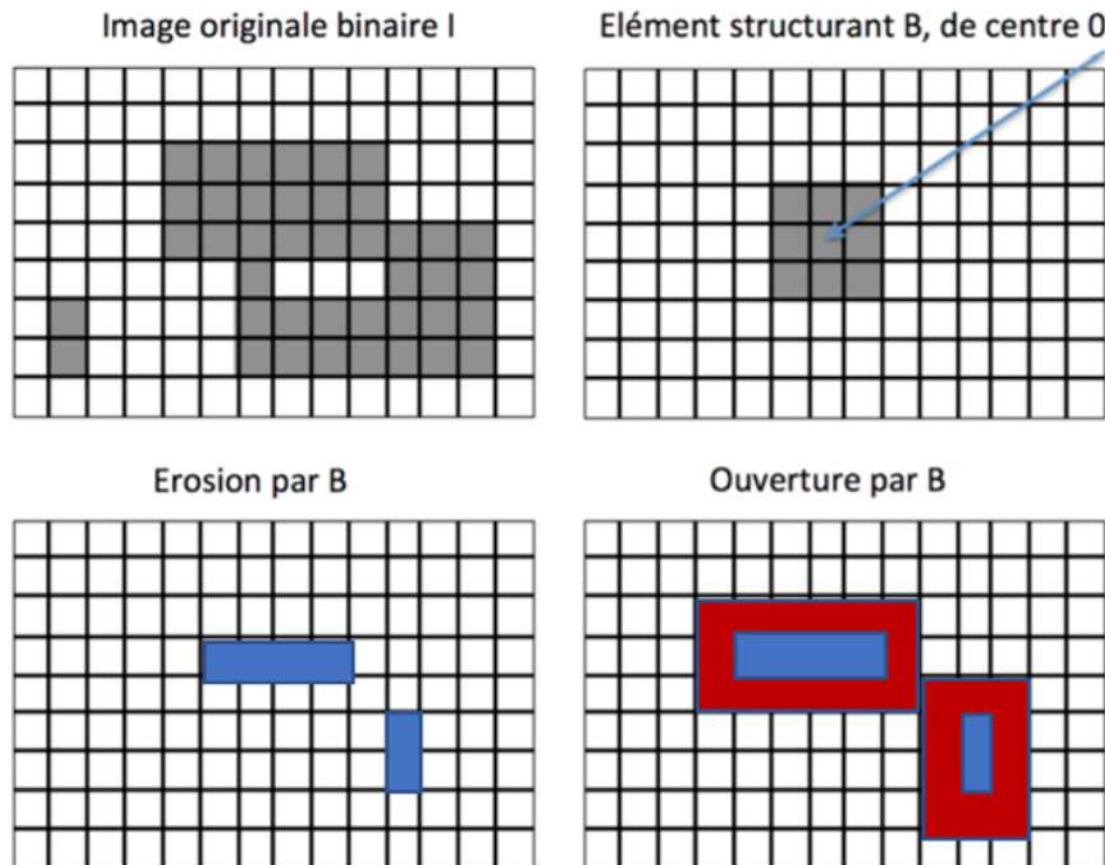 Image originale binaire I
Elément structurant B, de centre 0
Erosion par B
Ouverture par B